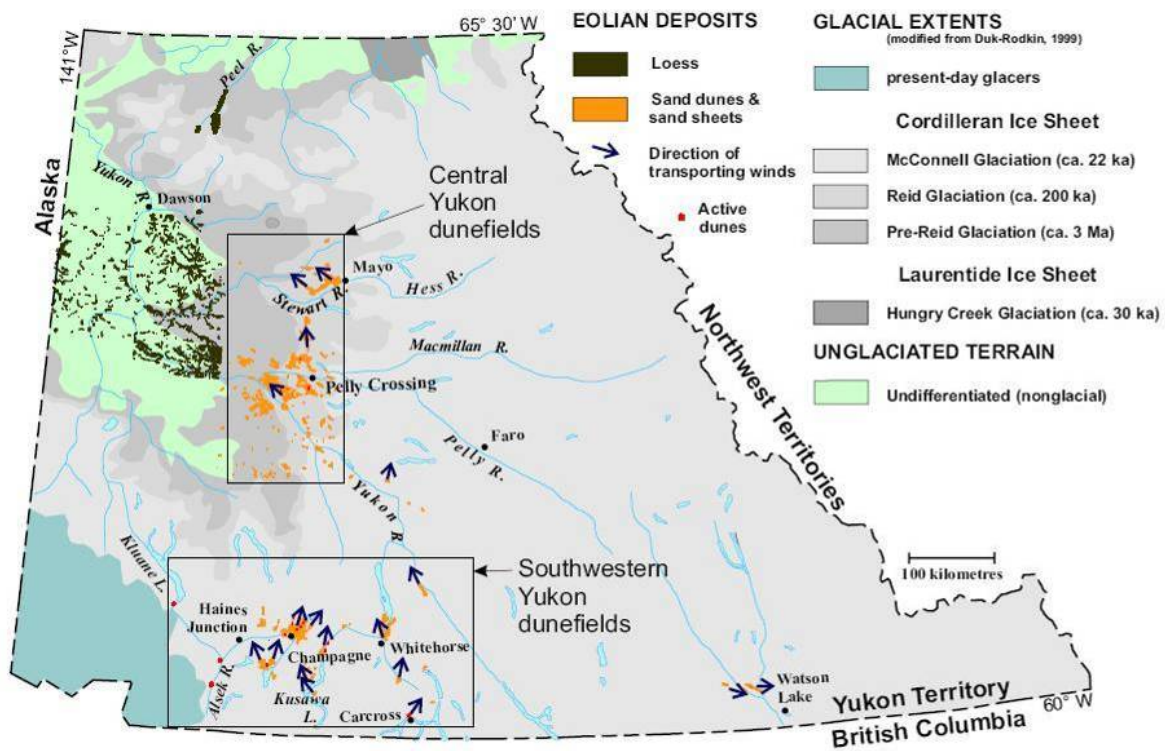 65° 30' W
141°W
Peel R.
Alaska
Yukon R.
Dawson
Central
Yukon
dunefields
Mayo
Stewart R.
Hess R.
Macmillan R.
Pelly Crossing
Faro
Pelly R.
Yukon R
Northwest Territories
100 kilometres
Kluane L.
Southwestern
Yukon
dunefields
Haines
Junction
Champagne
Whitehorse
Alsek R.
Kusawa
L.
Carcross
Watson
Lake
Yukon Territory
British Columbia
60° W
EOLIAN DEPOSITS
Loess
Sand dunes &
sand sheets
Direction of
transporting winds
Active
dunes
GLACIAL EXTENTS
(modified from Duk-Rodkin, 1999)
present-day glacers
Cordilleran Ice Sheet
McConnell Glaciation (ca. 22 ka)
Reid Glaciation (ca. 200 ka)
Pre-Reid Glaciation (ca. 3 Ma)
Laurentide Ice Sheet
Hungry Creek Glaciation (ca. 30 ka)
UNGLACIATED TERRAIN
Undifferentiated (nonglacial)